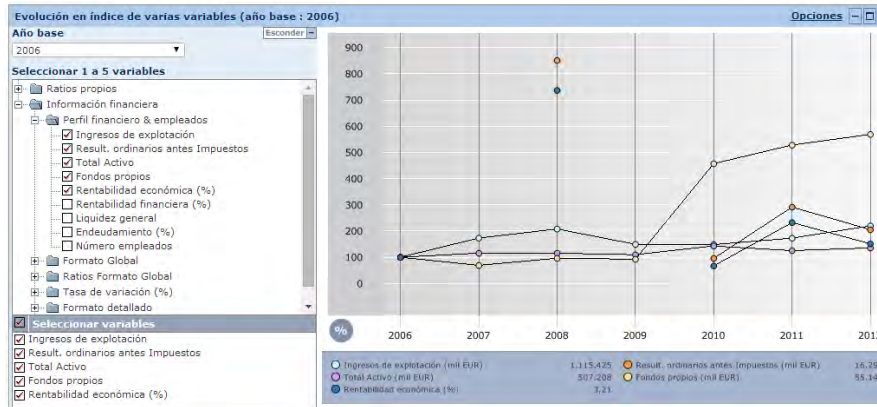 Evolución en índice de varias variables (año base : 2006)
Opciones
Año base
Esconder
2006
Seleccionar 1 a 5 variables
Ratios propios
Información financiera
Perfil financiero & empleados
Ingresos de explotación
Result. ordinarios antes Impuestos
Total Activo
Fondos propios
Rentabilidad económica (%)
Rentabilidad financiera (%)
Liquidez general
Endeudamiento (%)
Número empleados
Formato Global
Ratios Formato Global
Tasa de variación (%)
Formato detallado
Seleccionar variables
Ingresos de explotación
Result. ordinarios antes Impuestos
Total Activo
Fondos propios
Rentabilidad económica (%)
900
800
700
600
500
400
300
200
100
0
%
2006 2007 2008 2009 2010 2011 201
Ingresos de explotación (mil EUR) 1.115.425 Result. ordinarios antes Impuestos (mil EUR) 16.29
Total Activo (mil EUR) 507.208 Fondos propios (mil EUR) 55.14
Rentabilidad económica (%) 3,21